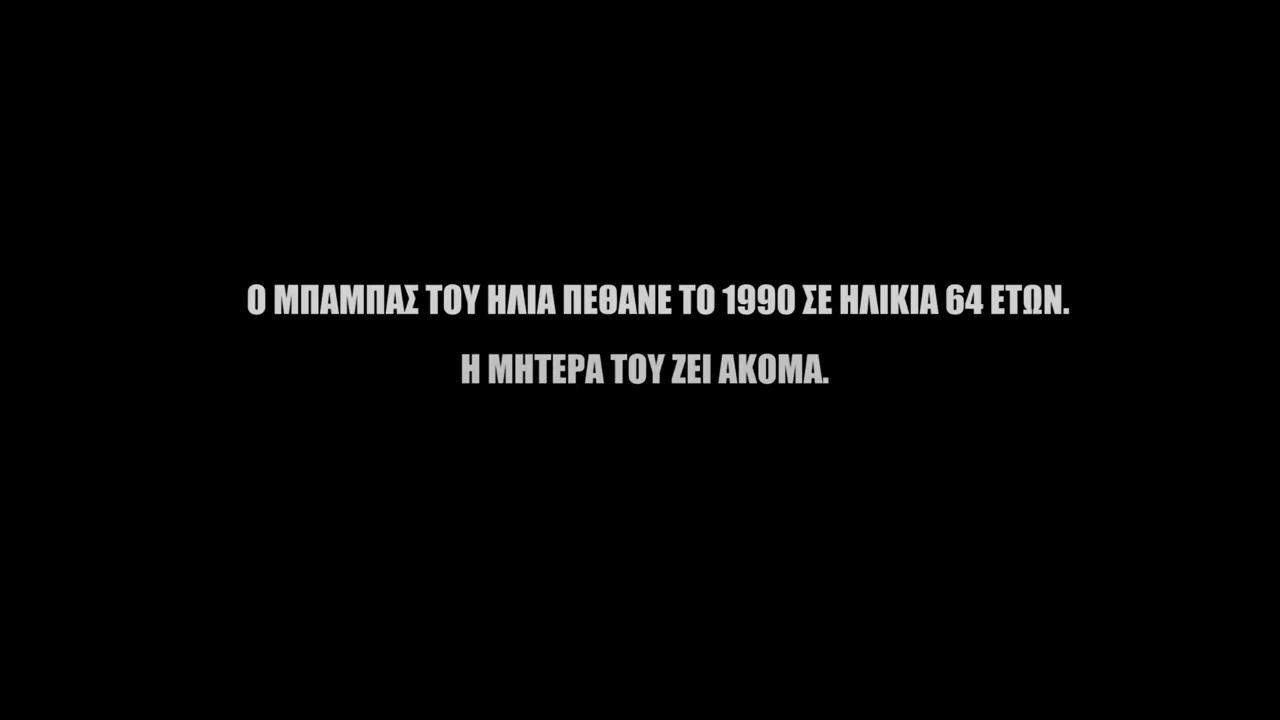 Ο ΜΠΑΜΠΑΣ ΤΟΥ ΗΛΙΑ ΠΕΘΑΝΕ ΤΟ 1990 ΣΕ ΗΛΙΚΙΑ 64 ΕΤΩΝ.
Η ΜΗΤΕΡΑ ΤΟΥ ΖΕΙ ΑΚΟΜΑ.